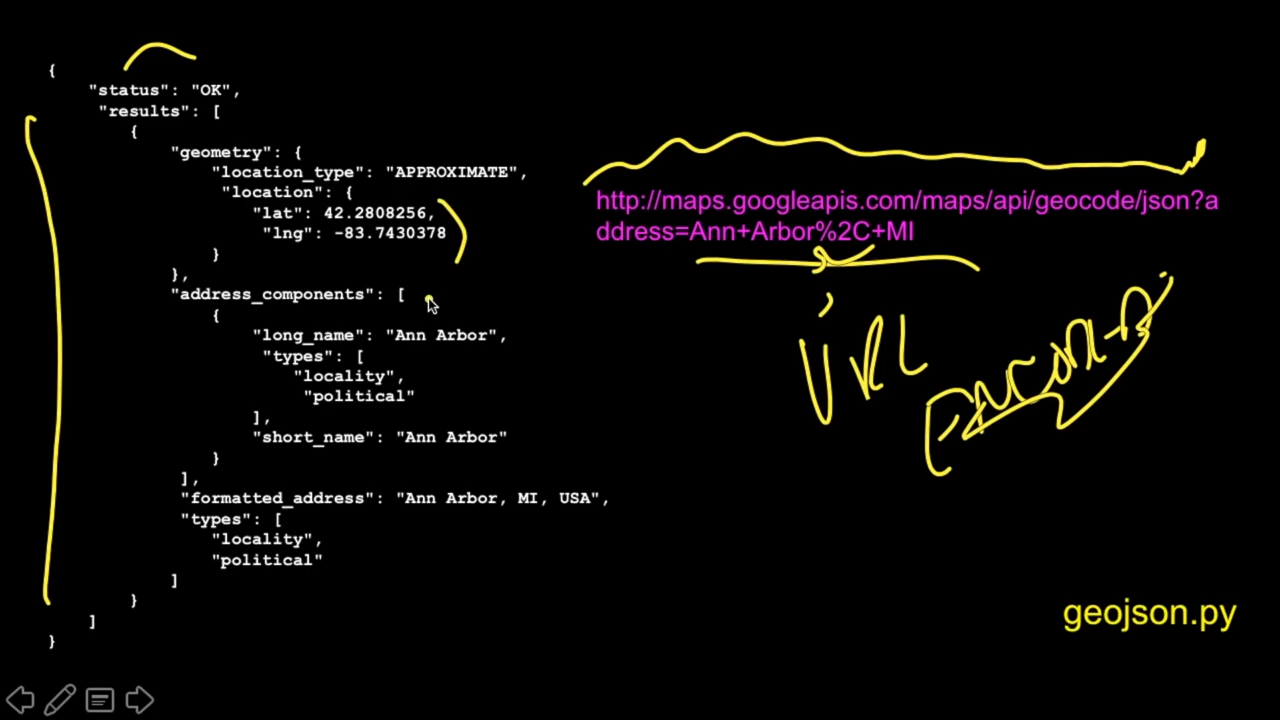 {
"status": "OK",
"results": [
{
"geometry": {
"location_type": "APPROXIMATE",
"location": {
"lat": 42.2808256,
"lng": -83.7430378
}
},
"address_components": [
{
"long_name": "Ann Arbor",
"types": [
"locality",
"political"
],
"short_name": "Ann Arbor"
}
],
"formatted_address": "Ann Arbor, MI, USA",
"types": [
"locality",
"political"
]
}
]
}
http://maps.googleapis.com/maps/api/geocode/json?a
ddress=Ann+Arbor%2C+MI
URL
geojson.py